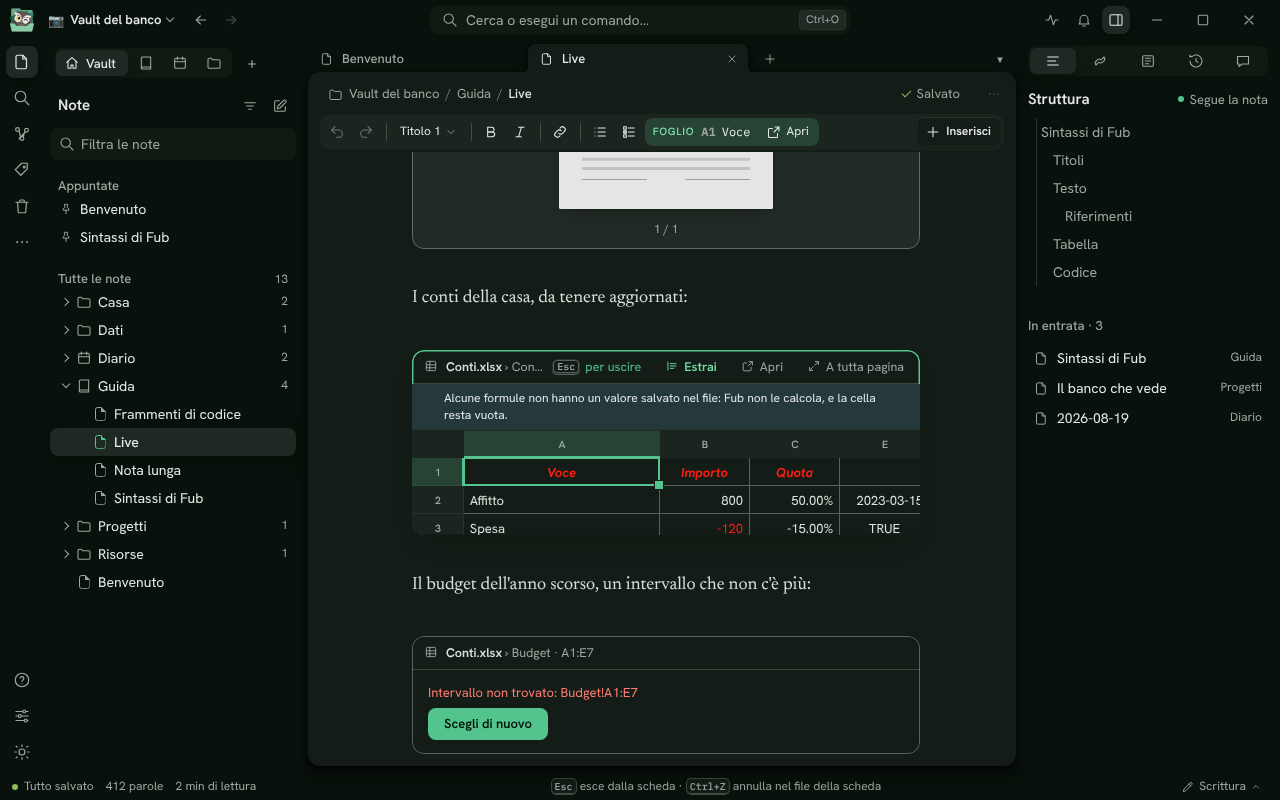 Vault del banco
Cerca o esegui un comando…
Ctrl+O
Vault
Benvenuto
Live
Note
Filtra le note
Appuntate
Benvenuto
Sintassi di Fub
Tutte le note 13
Casa 2
Dati 1
Diario 2
Guida 4
Frammenti di codice
Live
Nota lunga
Sintassi di Fub
Progetti 1
Risorse 1
Benvenuto
Vault del banco / Guida / Live
Salvato
Titolo 1
B I
FOGLIO A1 Voce Apri
Inserisci
1 / 1
I conti della casa, da tenere aggiornati:
Conti.xlsx › Con… Esc per uscire Estrai Apri A tutta pagina
Alcune formule non hanno un valore salvato nel file: Fub non le calcola, e la cella
resta vuota.
A B C E
1 Voce Importo Quota
2 Affitto 800 50.00% 2023-03-15
3 Spesa -120 -15.00% TRUE
Il budget dell'anno scorso, un intervallo che non c'è più:
Conti.xlsx › Budget · A1:E7
Intervallo non trovato: Budget!A1:E7
Scegli di nuovo
Struttura
Segue la nota
Sintassi di Fub
Titoli
Testo
Riferimenti
Tabella
Codice
In entrata · 3
Sintassi di Fub Guida
Il banco che vede Progetti
2026-08-19 Diario
Tutto salvato 412 parole 2 min di lettura
Esc esce dalla scheda · Ctrl+Z annulla nel file della scheda
Scrittura